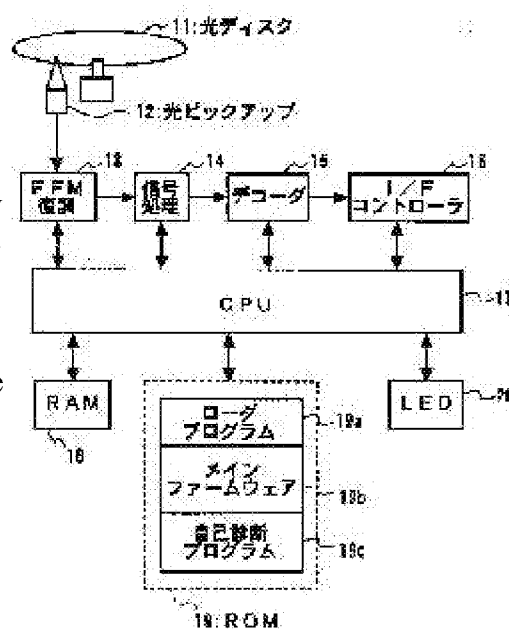 11:光ディスク
12:光ピックアップ
13
14
15
16
EFM
復調
信号
処理
デコーダ
I/F
コントローラ
CPU
17
RAM
18
LED
20
ローダ
プログラム
19a
メイン
ファームウェア
19b
自己診断
プログラム
19c
19:ROM